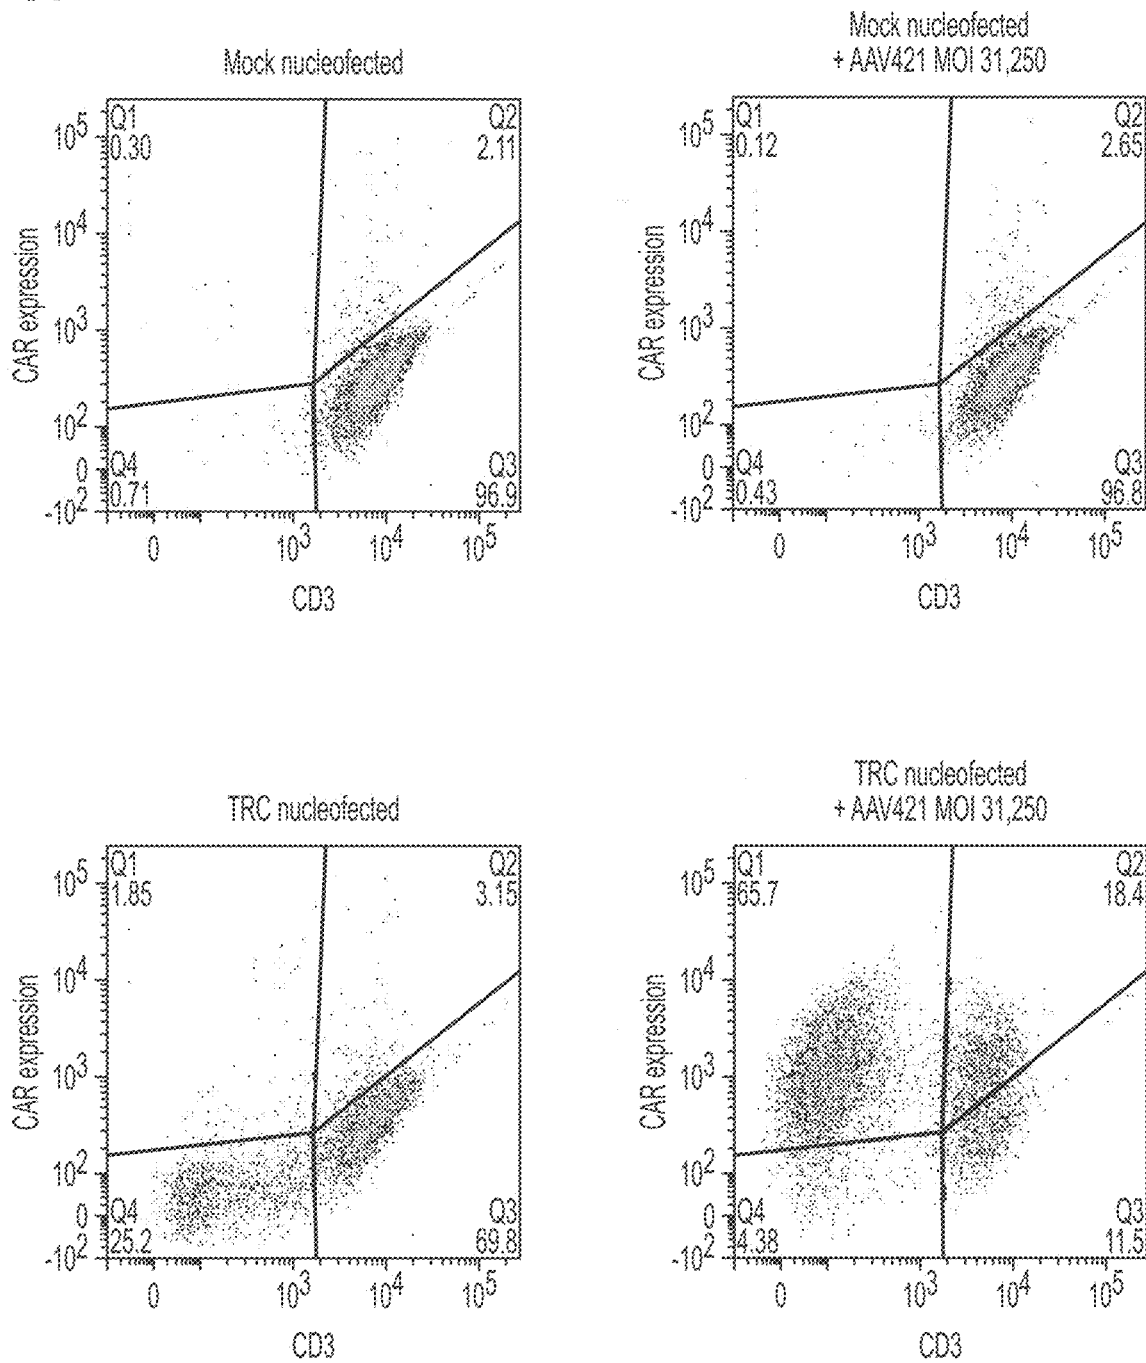 Mock nucleofected
Q1
0.30
Q2
2.11
Q4
0.71
Q3
96.9
10^5
10^4
10^3
10^2
0
-10^2
CAR expression
0
10^3
10^4
10^5
CD3
Mock nucleofected
+ AAV421 MOI 31,250
Q1
0.12
Q2
2.65
Q4
0.43
Q3
96.8
10^5
10^4
10^3
10^2
0
-10^2
CAR expression
0
10^3
10^4
10^5
CD3
TRC nucleofected
Q1
1.85
Q2
3.15
Q4
25.2
Q3
69.8
10^5
10^4
10^3
10^2
0
-10^2
CAR expression
0
10^3
10^4
10^5
CD3
TRC nucleofected
+ AAV421 MOI 31,250
Q1
65.7
Q2
18.4
Q4
4.38
Q3
11.5
10^5
10^4
10^3
10^2
0
-10^2
CAR expression
0
10^3
10^4
10^5
CD3